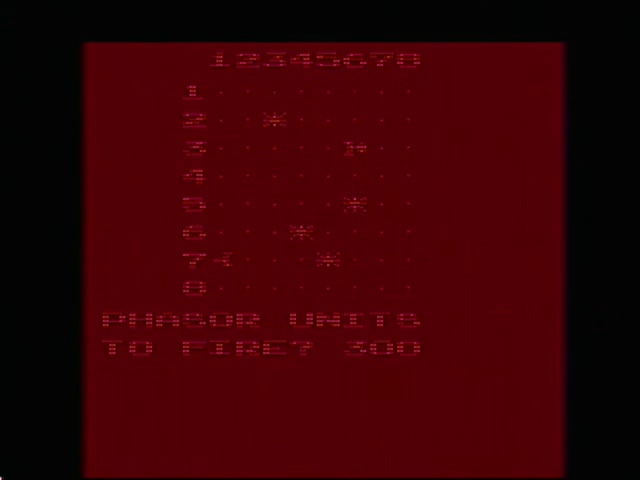 12345678
1 . . . . . . . .
2 . . * . . . . .
3 . . . . . . .
4 . . . . . . . .
5 . . . . . * . .
6 . . . * . . . .
7 . . . * . . .
8 . . . . . . . .
PHASOR UNITS
TO FIRE? 300